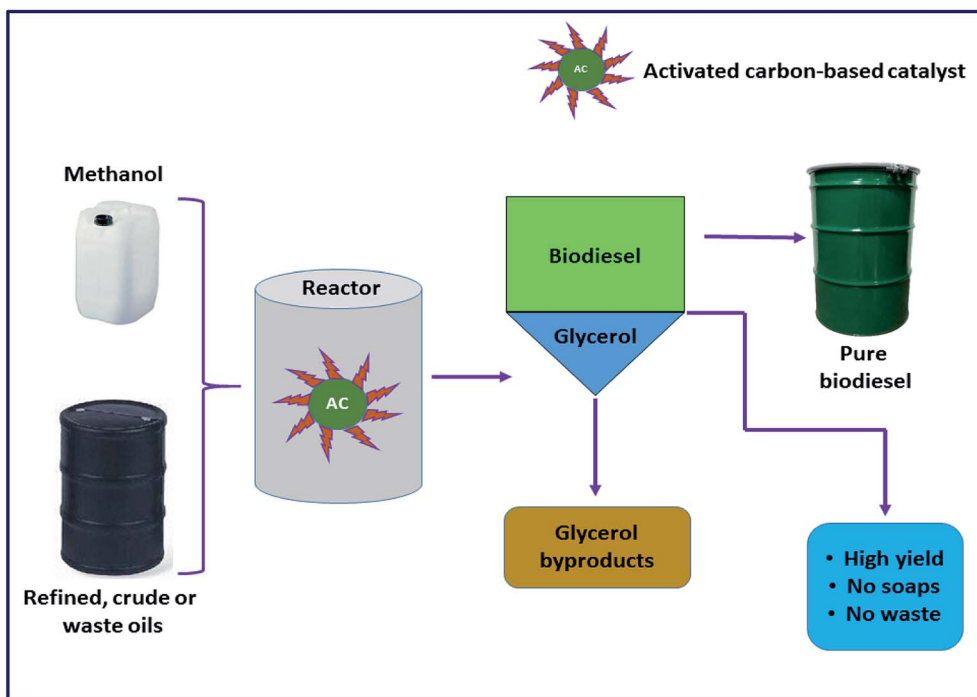 AC
Activated carbon-based catalyst
Methanol
Refined, crude or
waste oils
Reactor
AC
Biodiesel
Glycerol
Glycerol
byproducts
Pure
biodiesel
• High yield
• No soaps
• No waste